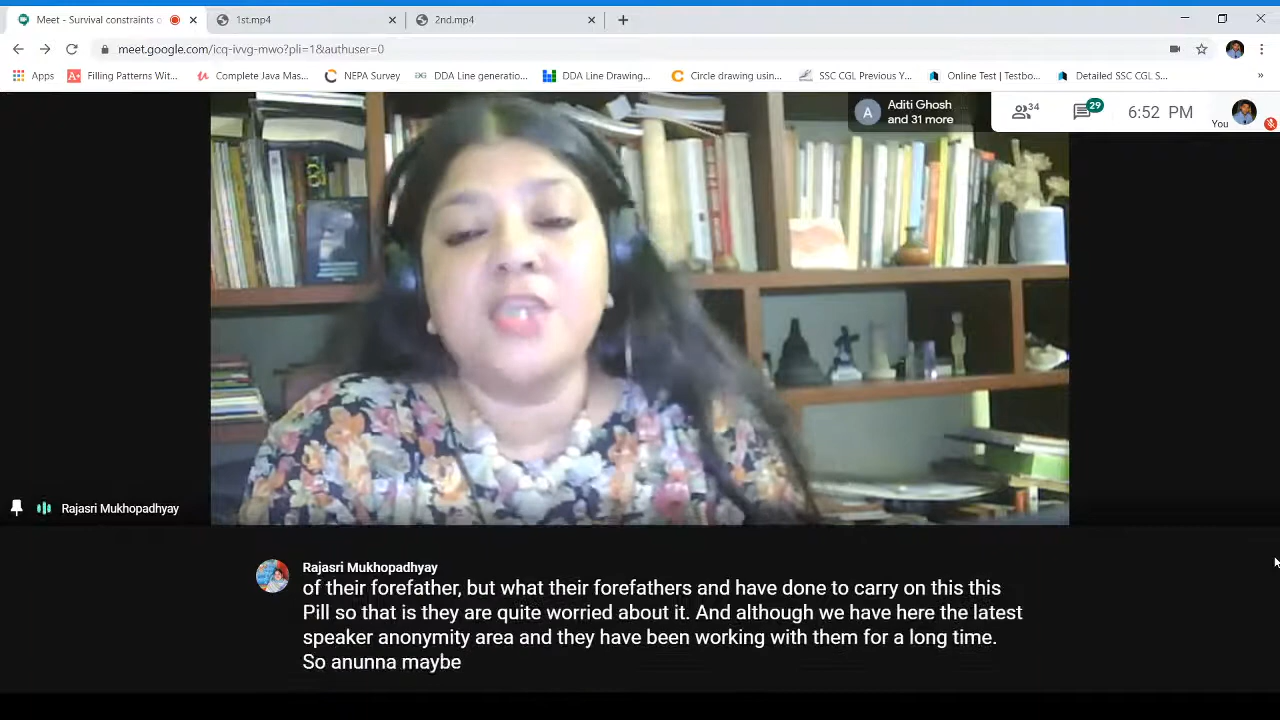 Meet - Survival constraints o
1st.mp4
2nd.mp4
meet.google.com/icq-ivvg-mwo?pli=1&authuser=0
Apps
Filling Patterns Wit...
Complete Java Mas...
NEPA Survey
DDA Line generatio...
DDA Line Drawing...
Circle drawing usin...
SSC CGL Previous Y...
Online Test | Testbo...
Detailed SSC CGL S...
»
A
Aditi Ghosh
and 31 more
34
29
6:52 PM
You
Rajasri Mukhopadhyay
Rajasri Mukhopadhyay
of their forefather, but what their forefathers and have done to carry on this this
Pill so that is they are quite worried about it. And although we have here the latest
speaker anonymity area and they have been working with them for a long time.
So anunna maybe